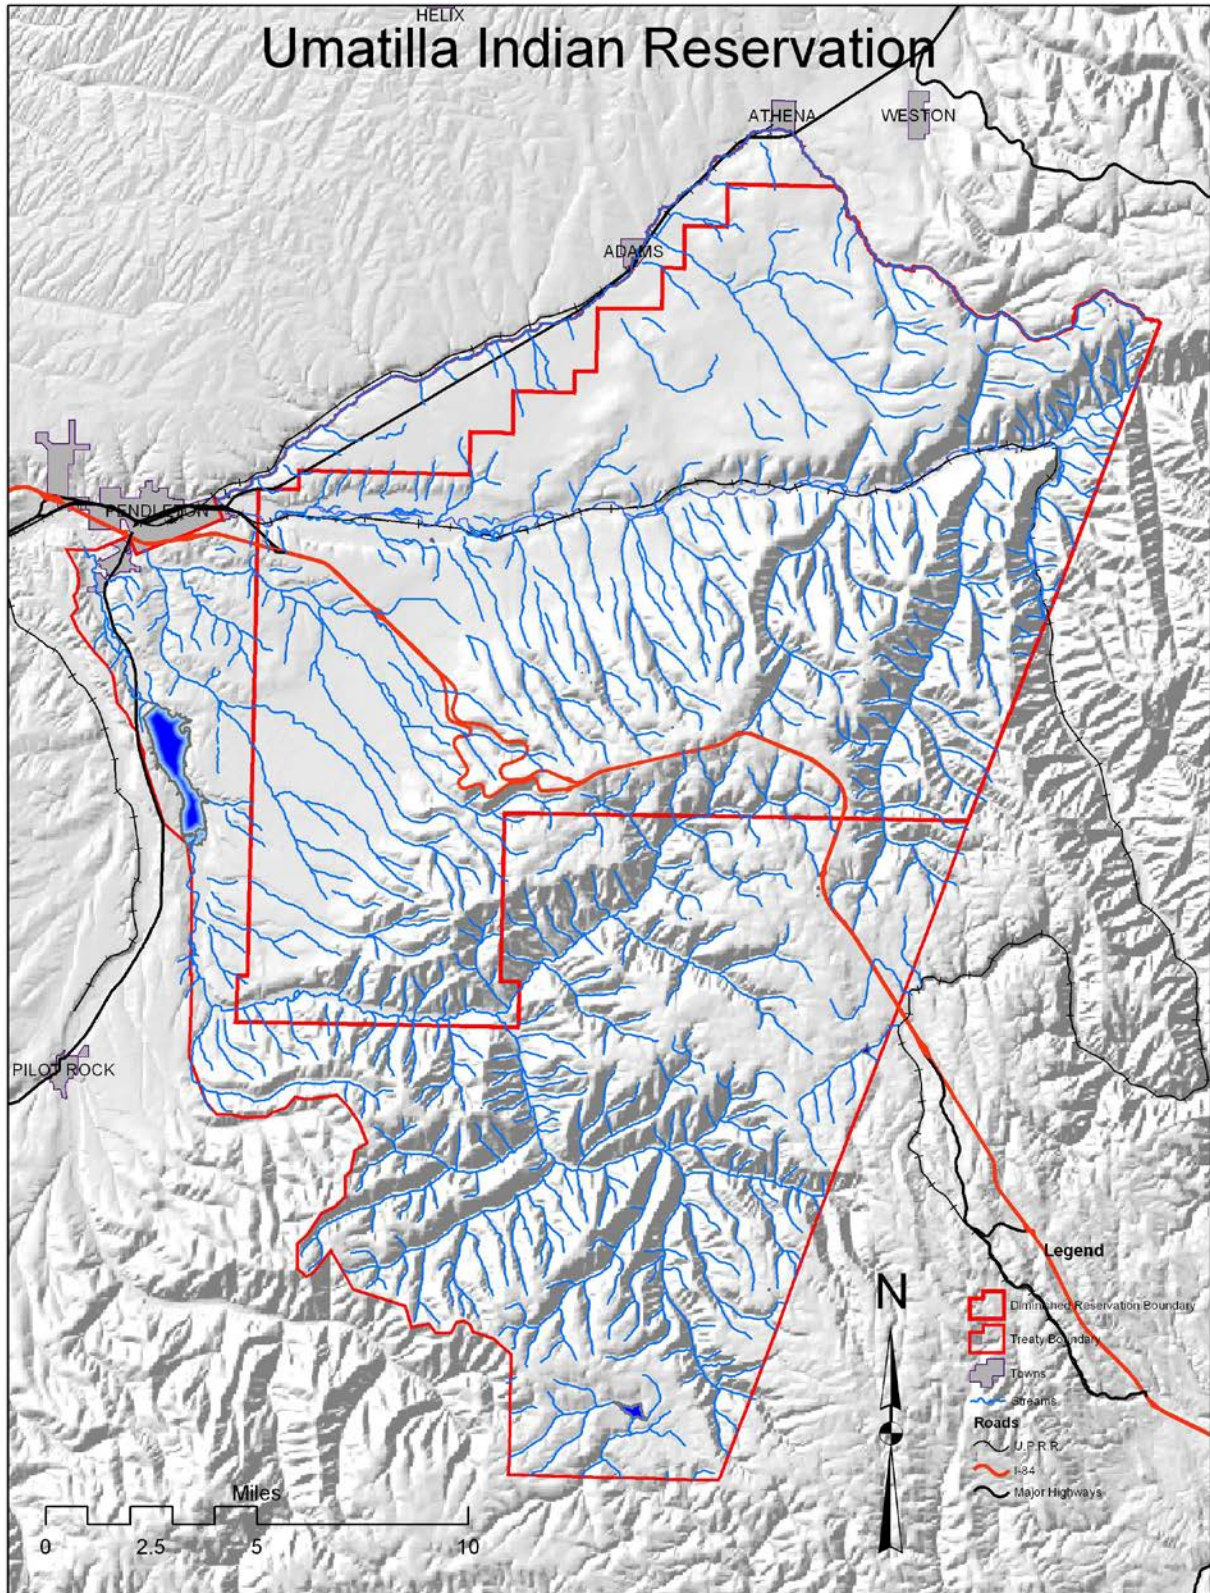 HELIX
Umatilla Indian Reservation
ATHENA
WESTON
ADAMS
PENDLETON
PILOT ROCK
N
Legend
Diminished Reservation Boundary
Treaty Boundary
Towns
Streams
Roads
U.P.R.R.
I-84
Major Highways
Miles
0 2.5 5 10